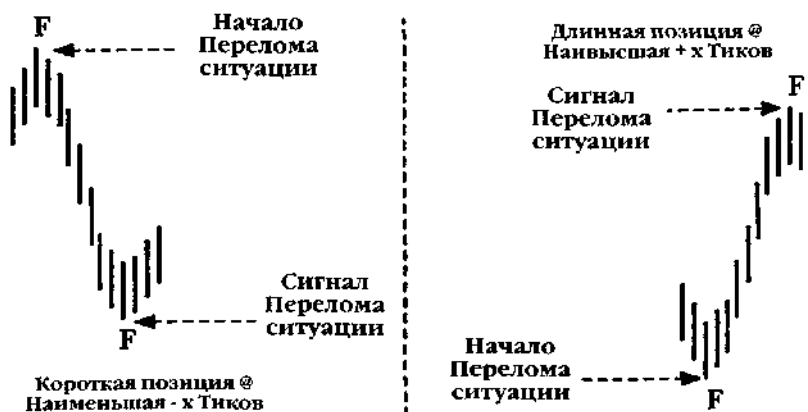 F
Начало
Перелома
ситуации
Сигнал
Перелома
ситуации
F
Короткая позиция @
Наименьшая - х Тиков
Длинная позиция @
Наивысшая + х Тиков
F
Сигнал
Перелома
ситуации
Начало
Перелома
ситуации
F